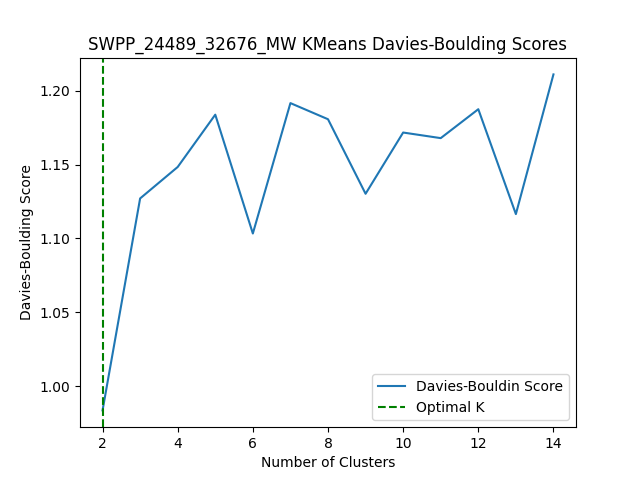 SWPP_24489_32676_MW KMeans Davies-Boulding Scores
Davies-Boulding Score
1.20
1.15
1.10
1.05
1.00
2 4 6 8 10 12 14
Number of Clusters
Davies-Bouldin Score
Optimal K